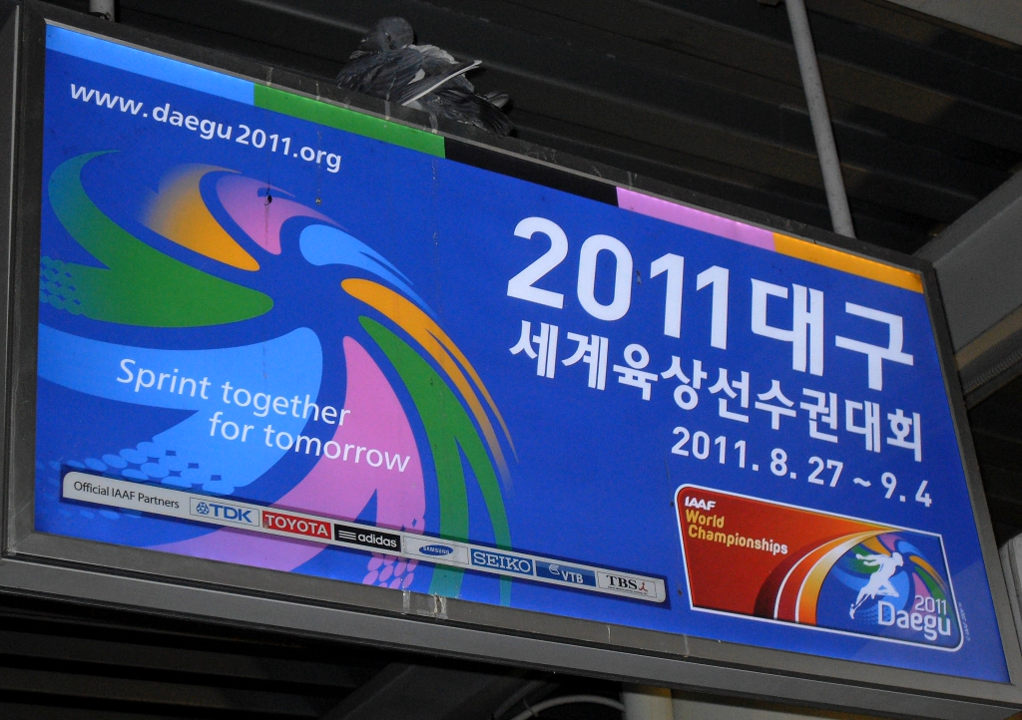 www.daegu2011.org
2011대구
세계육상선수권대회
2011. 8. 27 ~ 9. 4
Sprint together
for tomorrow
Official IAAF Partners
TDK
TOYOTA
adidas
SAMSUNG
SEIKO
VTB
TBS
IAAF
World
Championships
2011
Daegu